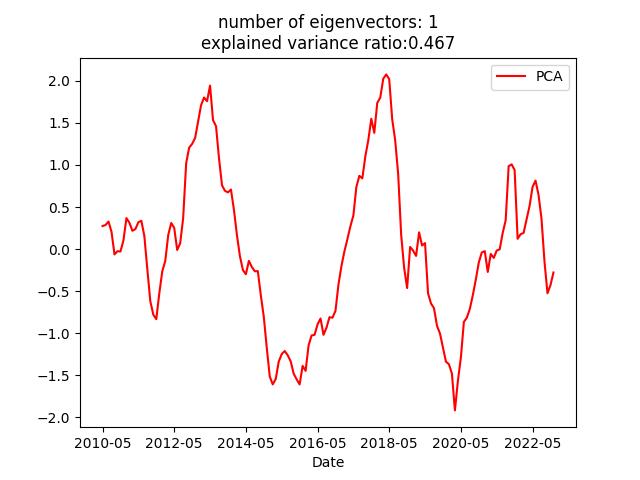 number of eigenvectors: 1
explained variance ratio:0.467
PCA
2.0
1.5
1.0
0.5
0.0
−0.5
−1.0
−1.5
−2.0
2010-05 2012-05 2014-05 2016-05 2018-05 2020-05 2022-05
Date